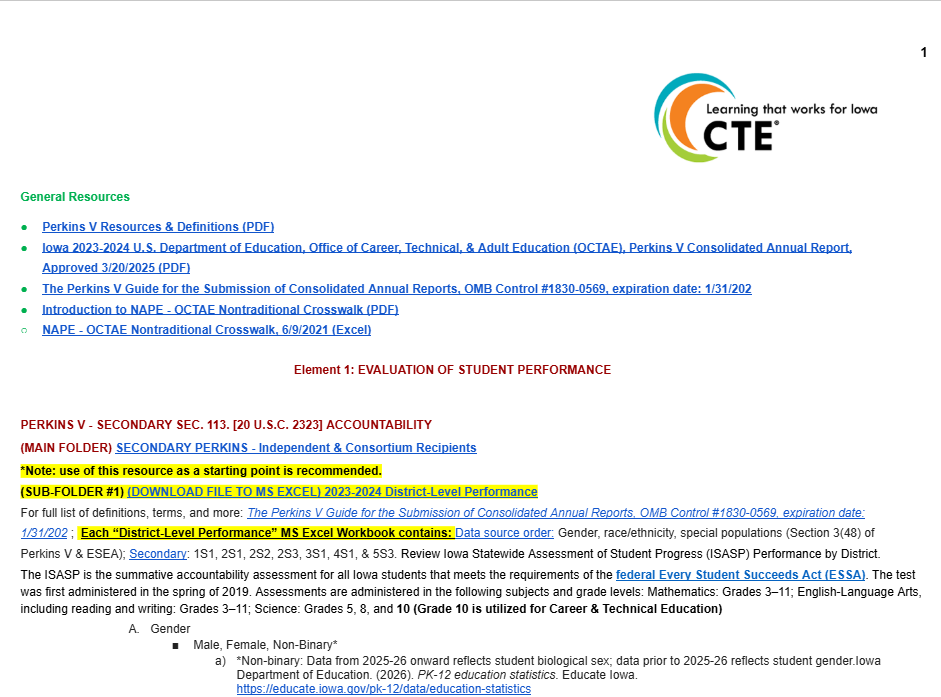 1
Learning that works for Iowa
CTE®
General Resources
● Perkins V Resources & Definitions (PDF)
● Iowa 2023-2024 U.S. Department of Education, Office of Career, Technical, & Adult Education (OCTAE), Perkins V Consolidated Annual Report,
Approved 3/20/2025 (PDF)
● The Perkins V Guide for the Submission of Consolidated Annual Reports, OMB Control #1830-0569, expiration date: 1/31/202
● Introduction to NAPE - OCTAE Nontraditional Crosswalk (PDF)
○ NAPE - OCTAE Nontraditional Crosswalk, 6/9/2021 (Excel)
Element 1: EVALUATION OF STUDENT PERFORMANCE
PERKINS V - SECONDARY SEC. 113. [20 U.S.C. 2323] ACCOUNTABILITY
(MAIN FOLDER) SECONDARY PERKINS - Independent & Consortium Recipients
*Note: use of this resource as a starting point is recommended.
(SUB-FOLDER #1) (DOWNLOAD FILE TO MS EXCEL) 2023-2024 District-Level Performance
For full list of definitions, terms, and more: The Perkins V Guide for the Submission of Consolidated Annual Reports, OMB Control #1830-0569, expiration date:
1/31/202 ; Each “District-Level Performance” MS Excel Workbook contains: Data source order: Gender, race/ethnicity, special populations (Section 3(48) of
Perkins V & ESEA); Secondary: 1S1, 2S1, 2S2, 2S3, 3S1, 4S1, & 5S3. Review Iowa Statewide Assessment of Student Progress (ISASP) Performance by District.
The ISASP is the summative accountability assessment for all Iowa students that meets the requirements of the federal Every Student Succeeds Act (ESSA). The test
was first administered in the spring of 2019. Assessments are administered in the following subjects and grade levels: Mathematics: Grades 3–11; English-Language Arts,
including reading and writing: Grades 3–11; Science: Grades 5, 8, and 10 (Grade 10 is utilized for Career & Technical Education)
A. Gender
■ Male, Female, Non-Binary*
a) *Non-binary: Data from 2025-26 onward reflects student biological sex; data prior to 2025-26 reflects student gender.Iowa
Department of Education. (2026). PK-12 education statistics. Educate Iowa.
https://educate.iowa.gov/pk-12/data/education-statistics